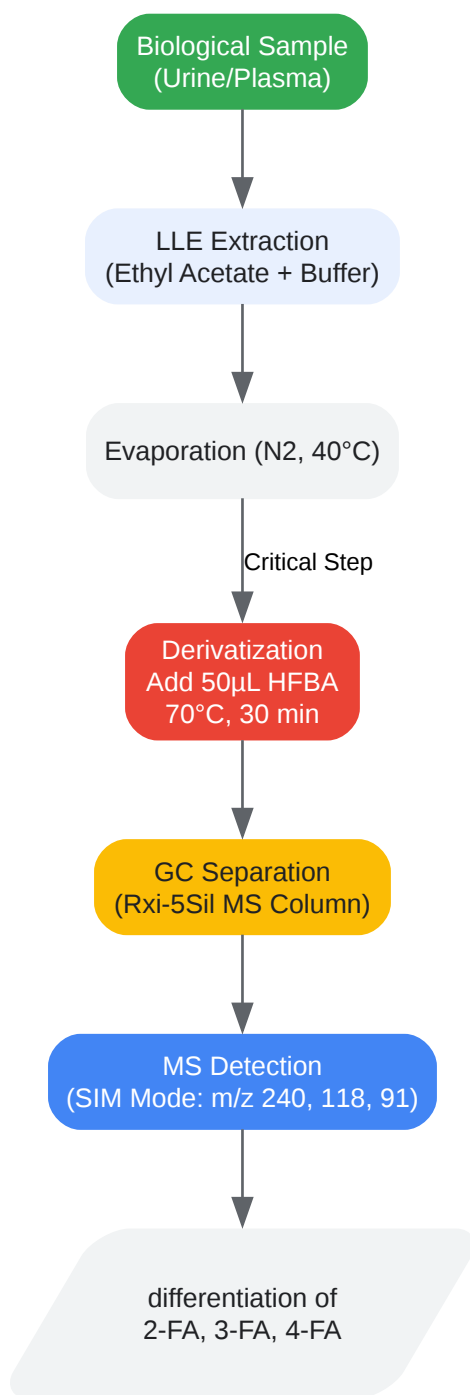 Biological Sample
(Urine/Plasma)
LLE Extraction
(Ethyl Acetate + Buffer)
Evaporation (N2, 40°C)
Critical Step
Derivatization
Add 50µL HFBA
70°C, 30 min
GC Separation
(Rxi-5Sil MS Column)
MS Detection
(SIM Mode: m/z 240, 118, 91)
differentiation of
2-FA, 3-FA, 4-FA